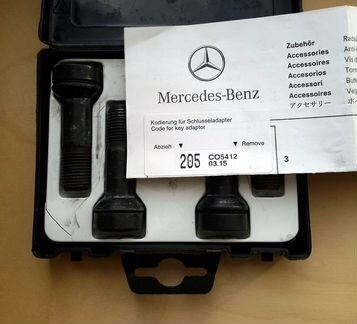 Mercedes-Benz
Kodierung für Schlüsseladapter
Code for key adaptor
Abzieh ▼ ▼ Remove
205 CO5412
03.15
3
Zubehör
Accessories
Accessoires
Accesorios
Accessori
Accessoires
アクセサリー